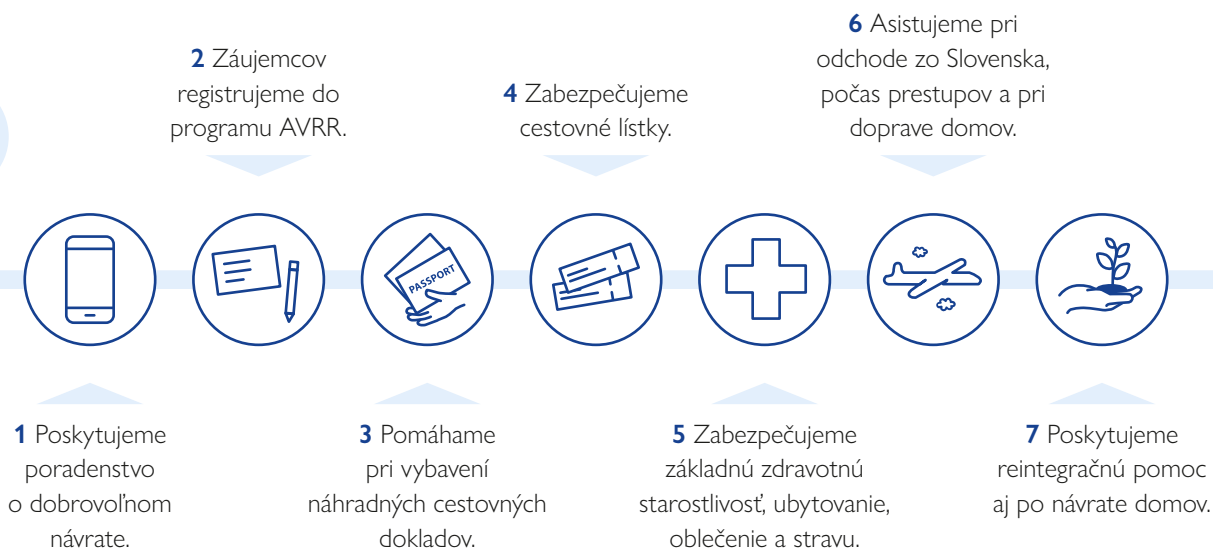 1 Poskytujeme
poradenstvo
o dobrovoľnom
návrate.
2 Záujemcov
registrujeme do
programu AVRR.
3 Pomáhame
pri vybavení
náhradných cestovných
dokladov.
PASSPORT
4 Zabezpečujeme
cestovné lístky.
5 Zabezpečujeme
základnú zdravotnú
starostlivosť, ubytovanie,
oblečenie a stravu.
6 Asistujeme pri
odchode zo Slovenska,
počas prestupov a pri
doprave domov.
7 Poskytujeme
reintegračnú pomoc
aj po návrate domov.